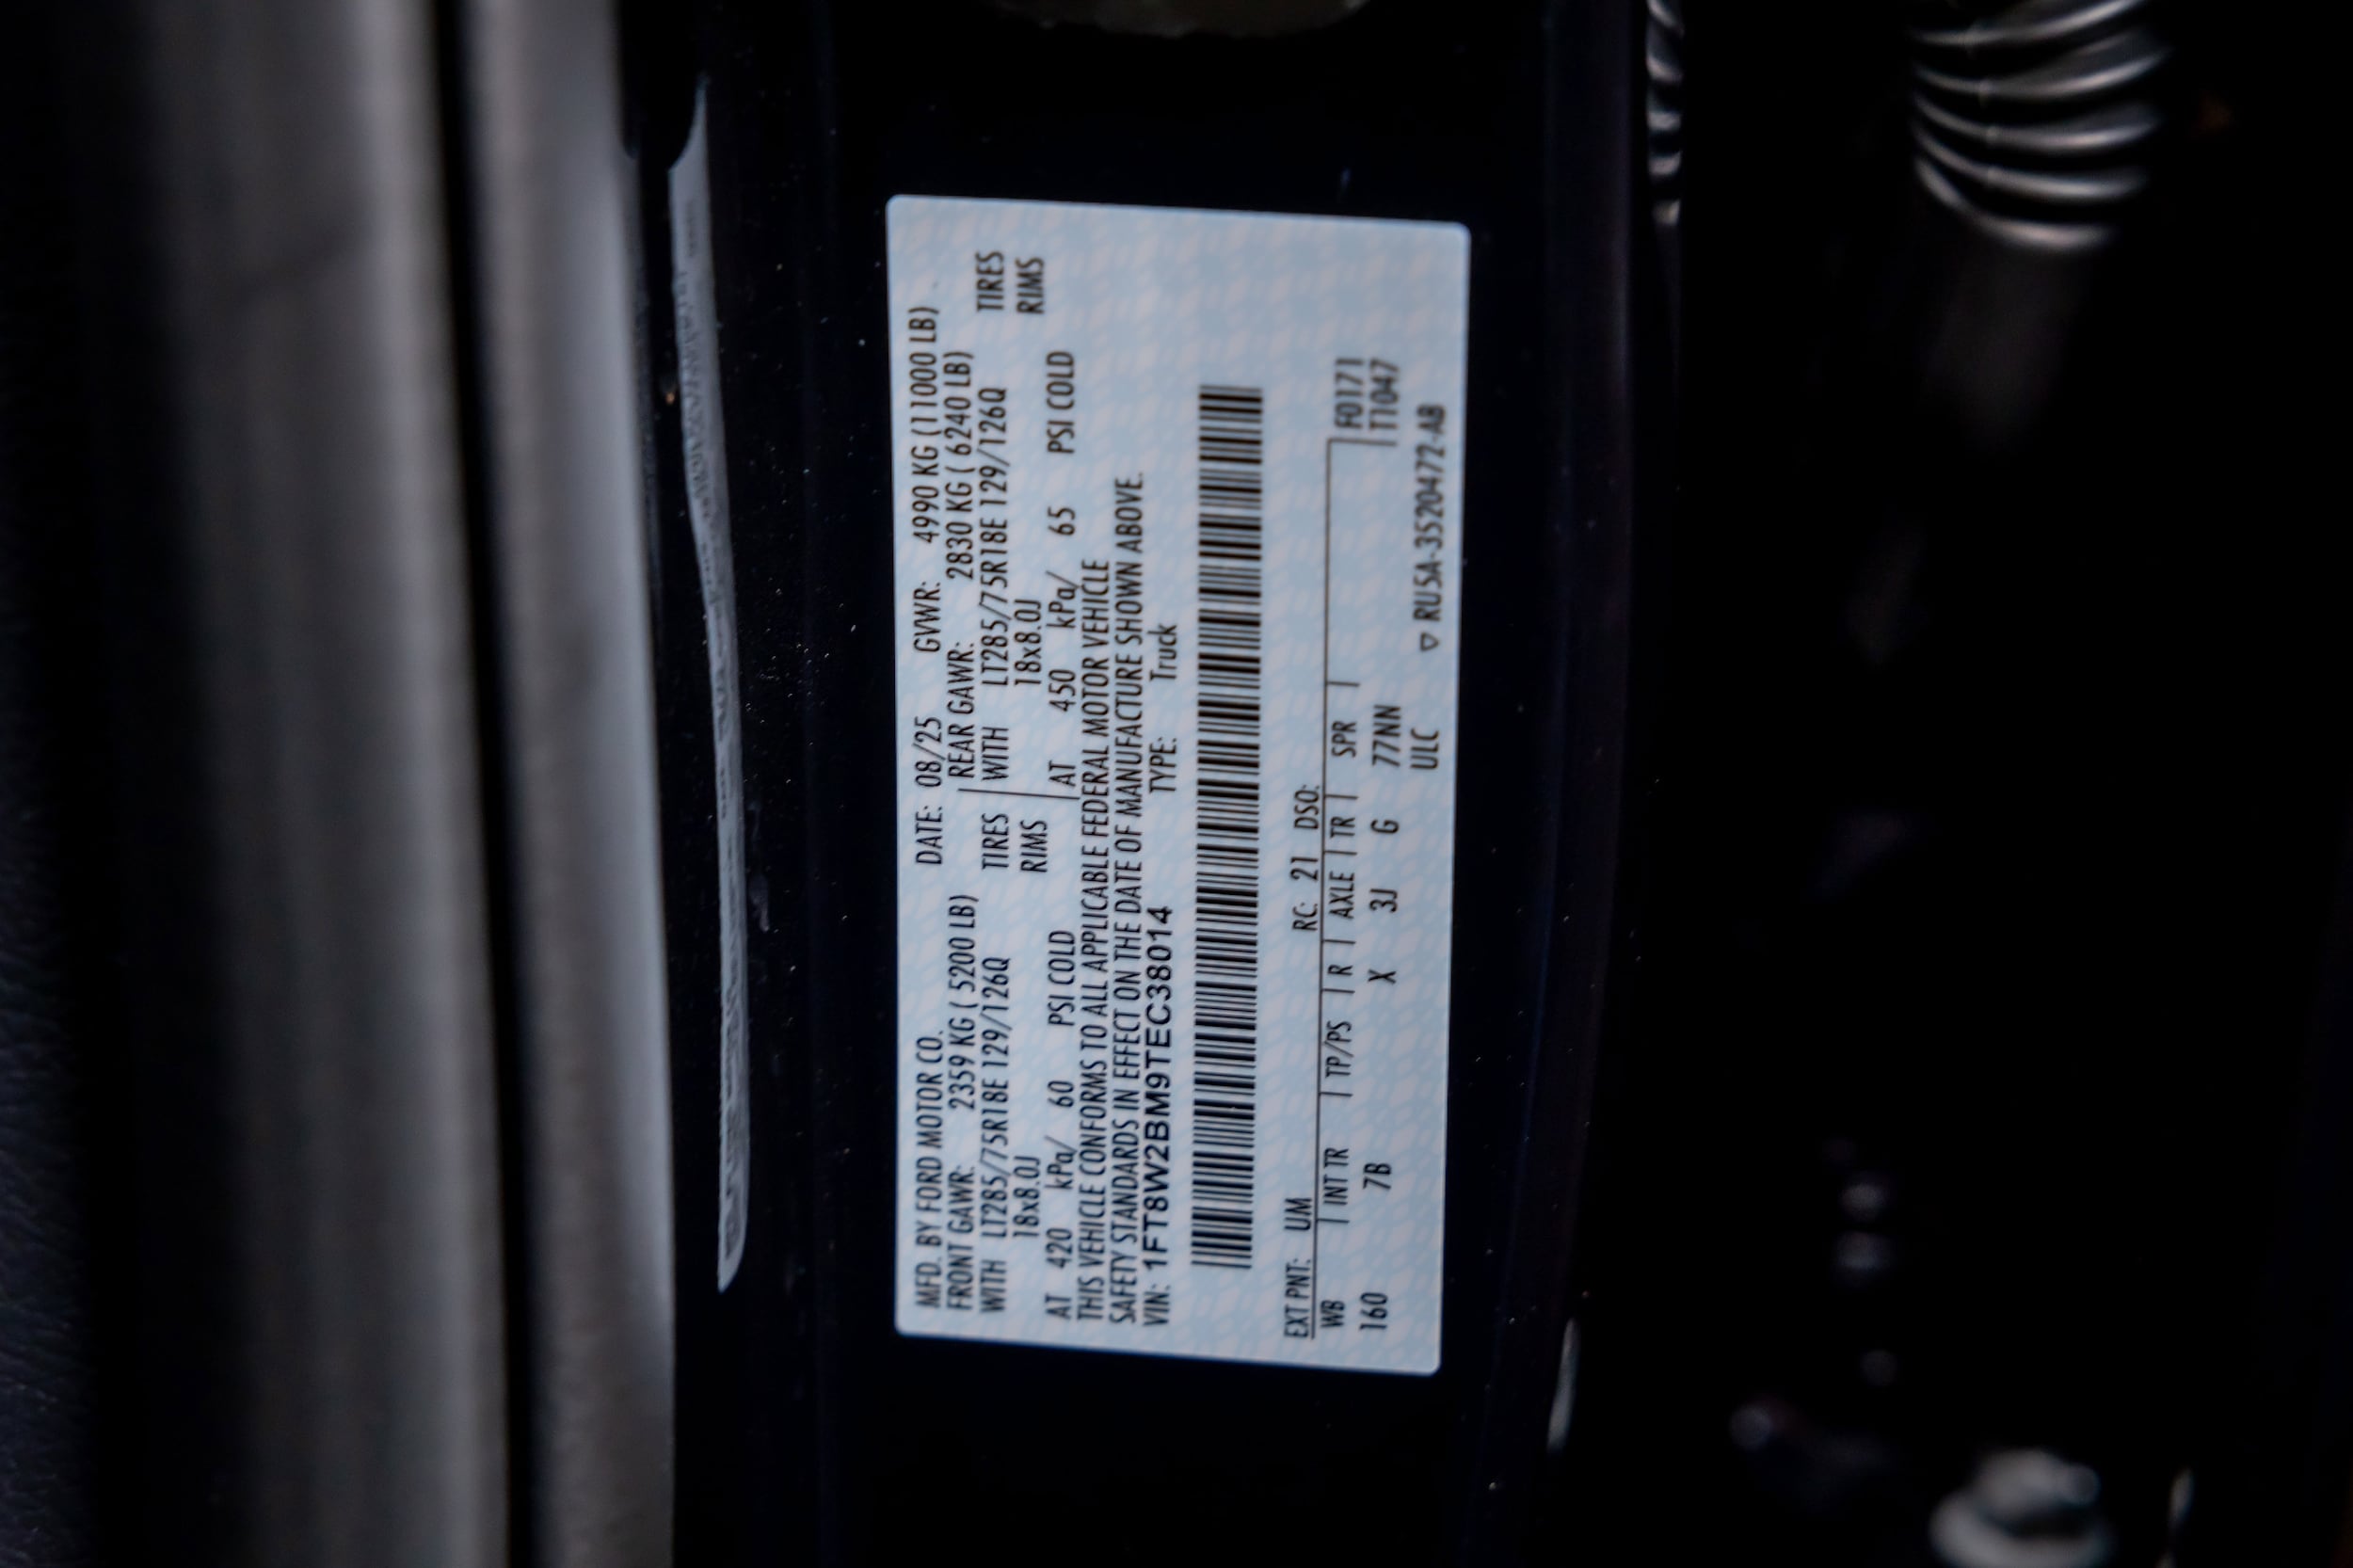 MFD. BY FORD MOTOR CO. DATE: 08/25 GVWR: 4990 KG (11000 LB)
FRONT GAWR: 2359 KG ( 5200 LB) REAR GAWR: 2830 KG ( 6240 LB)
WITH LT285/75R18E 129/126Q TIRES WITH LT285/75R18E 129/126Q TIRES
18x8.0J RIMS 18x8.0J RIMS
AT 420 kPa/ 60 PSI COLD AT 450 kPa/ 65 PSI COLD
THIS VEHICLE CONFORMS TO ALL APPLICABLE FEDERAL MOTOR VEHICLE
SAFETY STANDARDS IN EFFECT ON THE DATE OF MANUFACTURE SHOWN ABOVE.
VIN: 1FT8W2BM9TEC38014 TYPE: Truck
EXT PNT: UM RC: 21 DSO:
WB INT TR TP/PS R AXLE TR SPR F0171
160 7B X 3J G 77NN T1047
ULC ▽ RU5A-3520472-AB